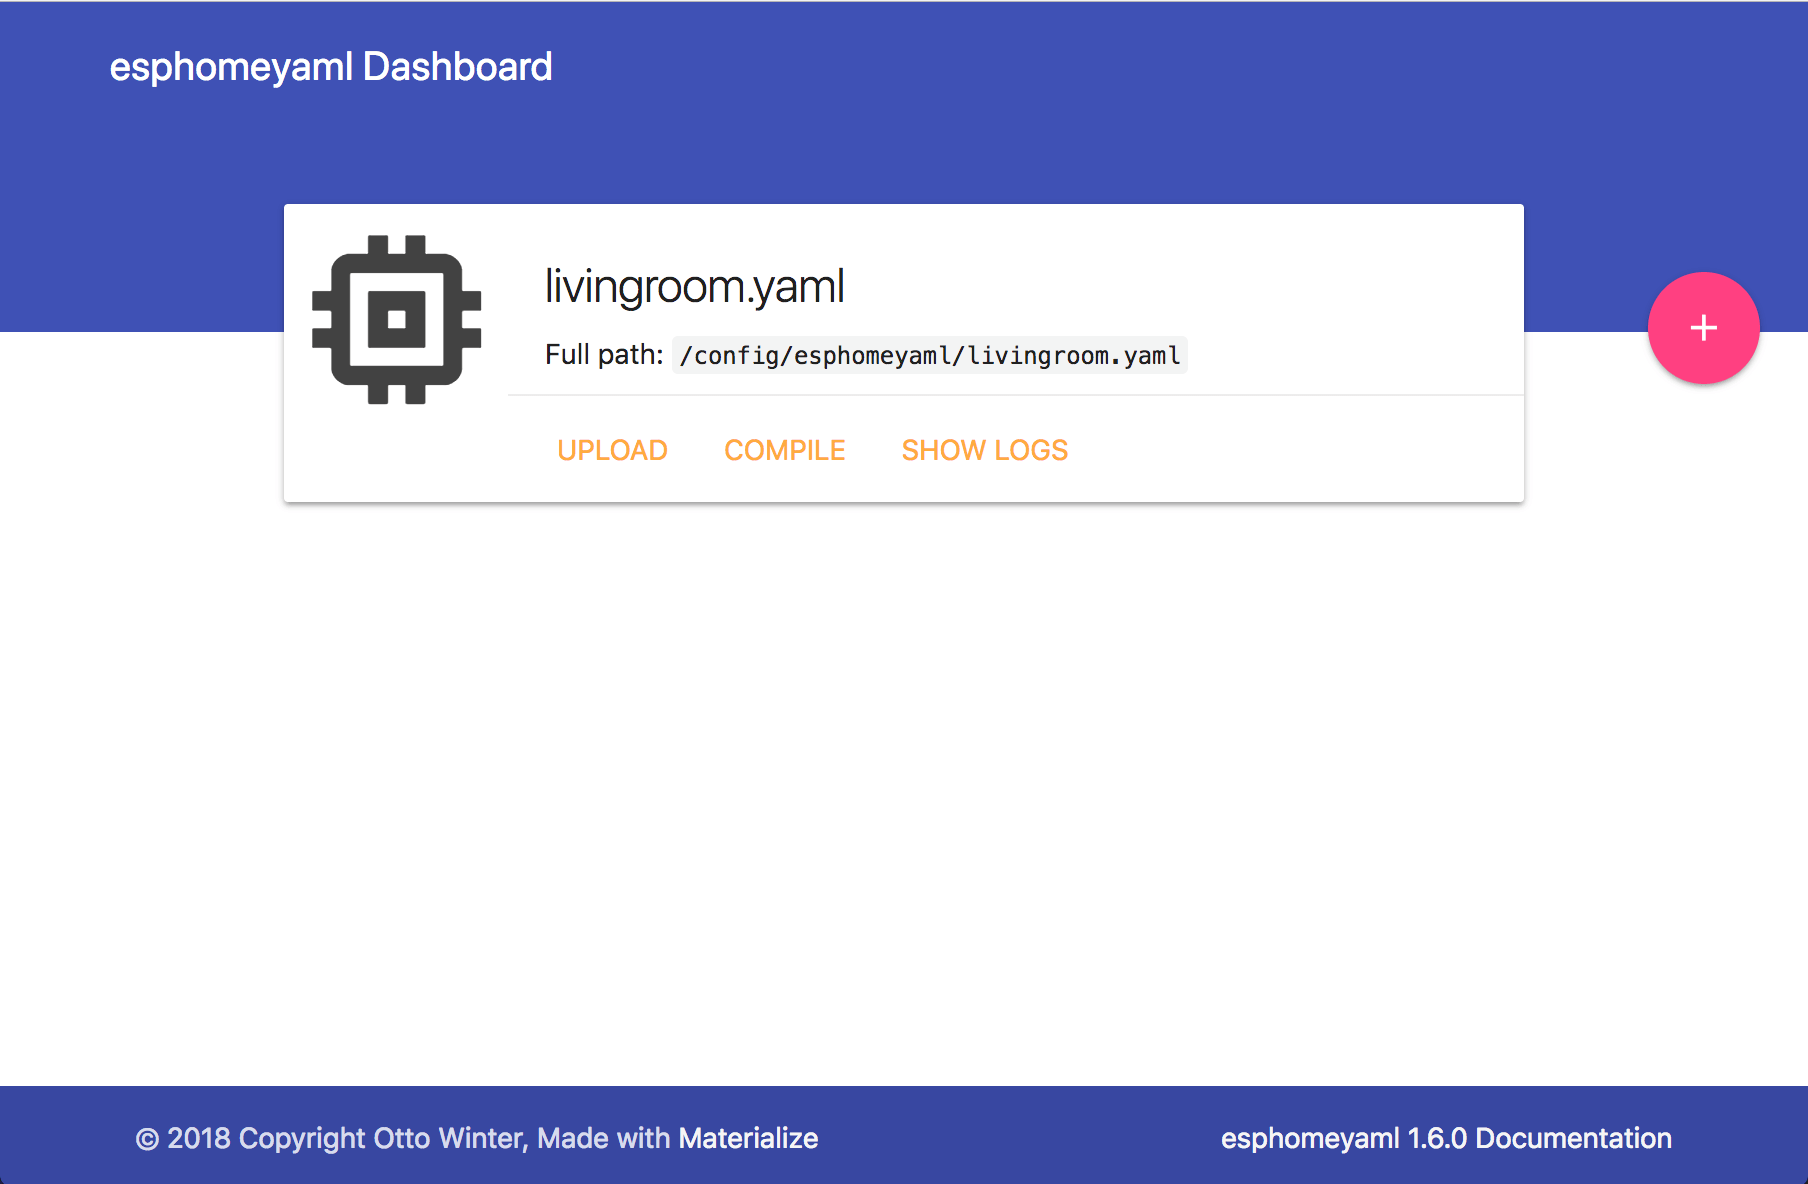 esphomeyaml Dashboard
livingroom.yaml
Full path: /config/esphomeyaml/livingroom.yaml
UPLOAD COMPILE SHOW LOGS
+
© 2018 Copyright Otto Winter, Made with Materialize
esphomeyaml 1.6.0 Documentation